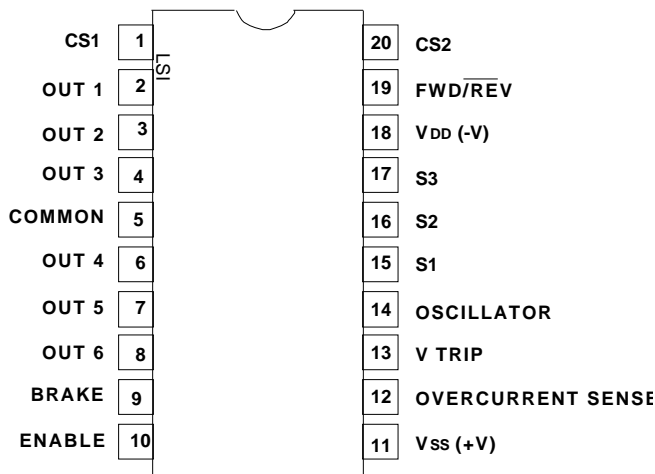 CS1 1 20 CS2
LSI
OUT 1 2 19 FWD/REV
OUT 2 3 18 VDD (-V)
OUT 3 4 17 S3
COMMON 5 16 S2
OUT 4 6 15 S1
OUT 5 7 14 OSCILLATOR
OUT 6 8 13 V TRIP
BRAKE 9 12 OVERCURRENT SENSE
ENABLE 10 11 VSS (+V)